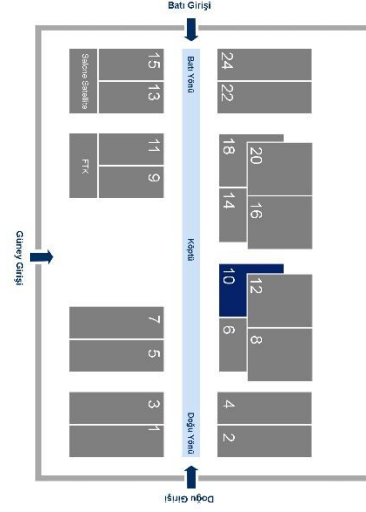 Batı Girişi
Salone Satellite
15
13
Batı Yönü
24
22
FTK
11
9
18
20
14
16
Güney Girişi
Köprü
10
12
7
5
6
8
3
1
Doğu Yönü
4
2
Doğu Girişi